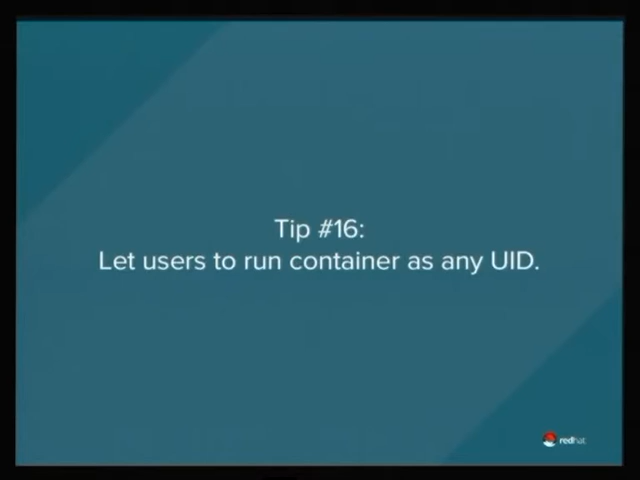 Tip #16:
Let users to run container as any UID.
redhat